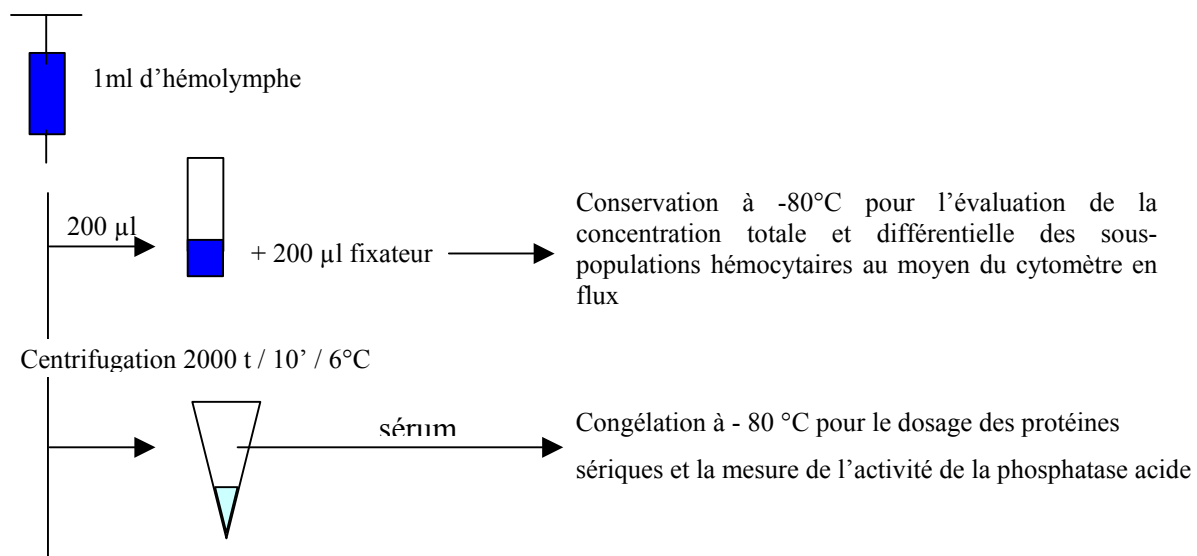 1ml d’hémolymphe
200 µl
+ 200 µl fixateur
Conservation à -80°C pour l’évaluation de la
concentration totale et différentielle des sous-
populations hémocytaires au moyen du cytomètre en
flux
Centrifugation 2000 t / 10’ / 6°C
sérum
Congélation à - 80 °C pour le dosage des protéines
sériques et la mesure de l’activité de la phosphatase acide